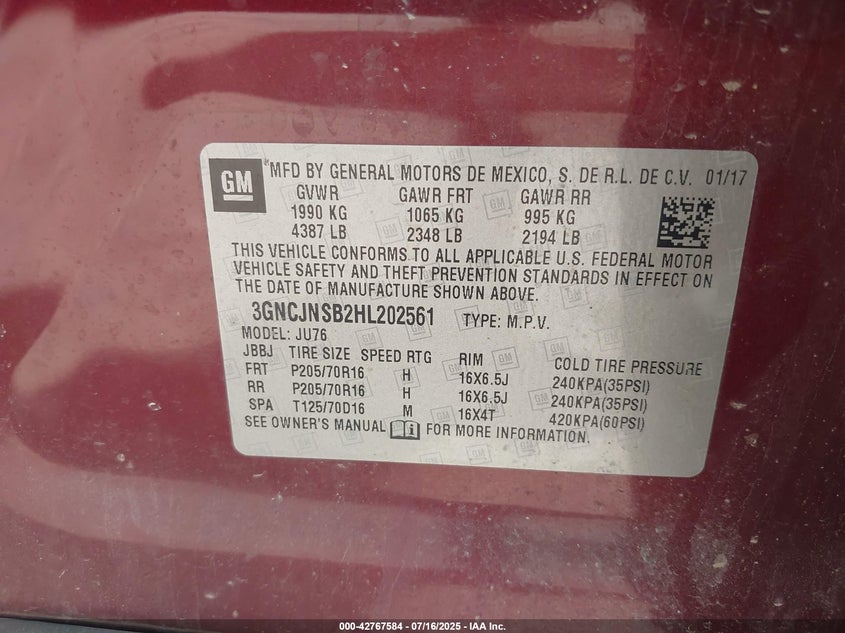 GM
MFD BY GENERAL MOTORS DE MEXICO, S. DE R.L. DE C.V. 01/17
GVWR GAWR FRT GAWR RR
1990 KG 1065 KG 995 KG
4387 LB 2348 LB 2194 LB
THIS VEHICLE CONFORMS TO ALL APPLICABLE U.S. FEDERAL MOTOR
VEHICLE SAFETY AND THEFT PREVENTION STANDARDS IN EFFECT ON
THE DATE OF MANUFACTURE SHOWN ABOVE.
3GNCJNSB2HL202561 TYPE: M.P.V.
MODEL: JU76
JBBJ TIRE SIZE SPEED RTG RIM COLD TIRE PRESSURE
FRT P205/70R16 H 16X6.5J 240KPA(35PSI)
RR P205/70R16 H 16X6.5J 240KPA(35PSI)
SPA T125/70D16 M 16X4T 420KPA(60PSI)
SEE OWNER'S MANUAL FOR MORE INFORMATION.
000-42767584 - 07/16/2025 - IAA Inc.